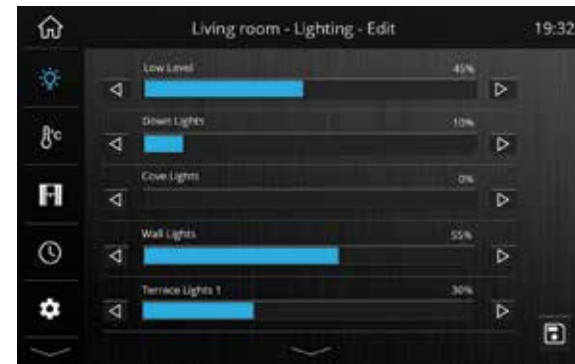 Living room - Lighting - Edit 19:32
Low Level 45%
Down Lights 10%
°C
Cove Lights 0%
Wall Lights 55%
Terrace Lights 1 30%